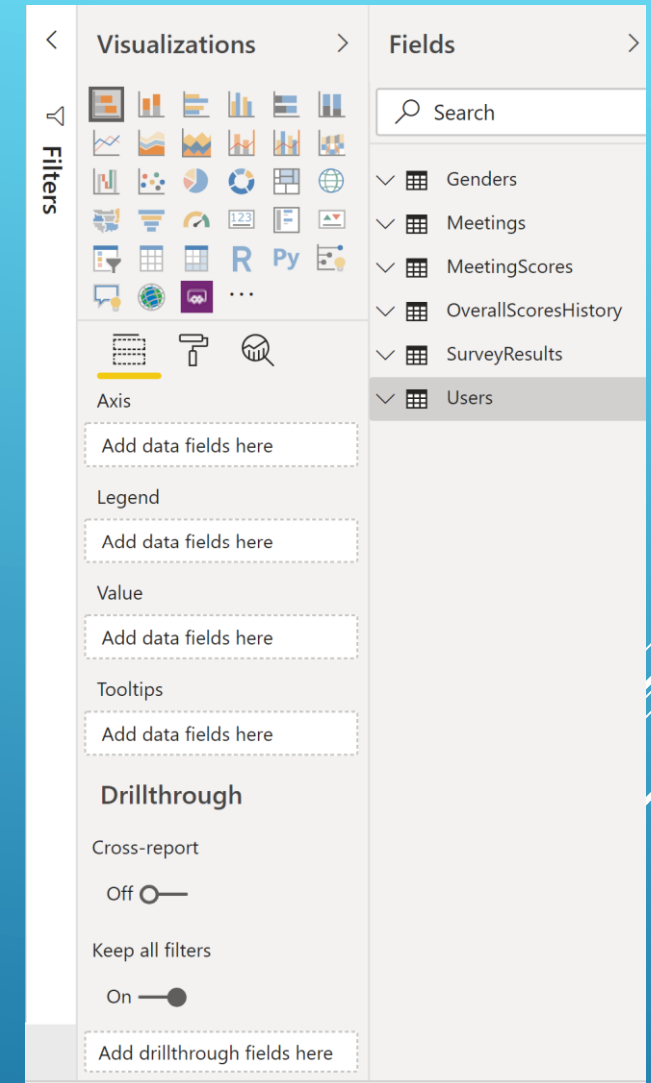 Filters
Visualizations
123
R Py
Axis
Add data fields here
Legend
Add data fields here
Value
Add data fields here
Tooltips
Add data fields here
Drillthrough
Cross-report
Off
Keep all filters
On
Add drillthrough fields here
Fields
Search
Genders
Meetings
MeetingScores
OverallScoresHistory
SurveyResults
Users